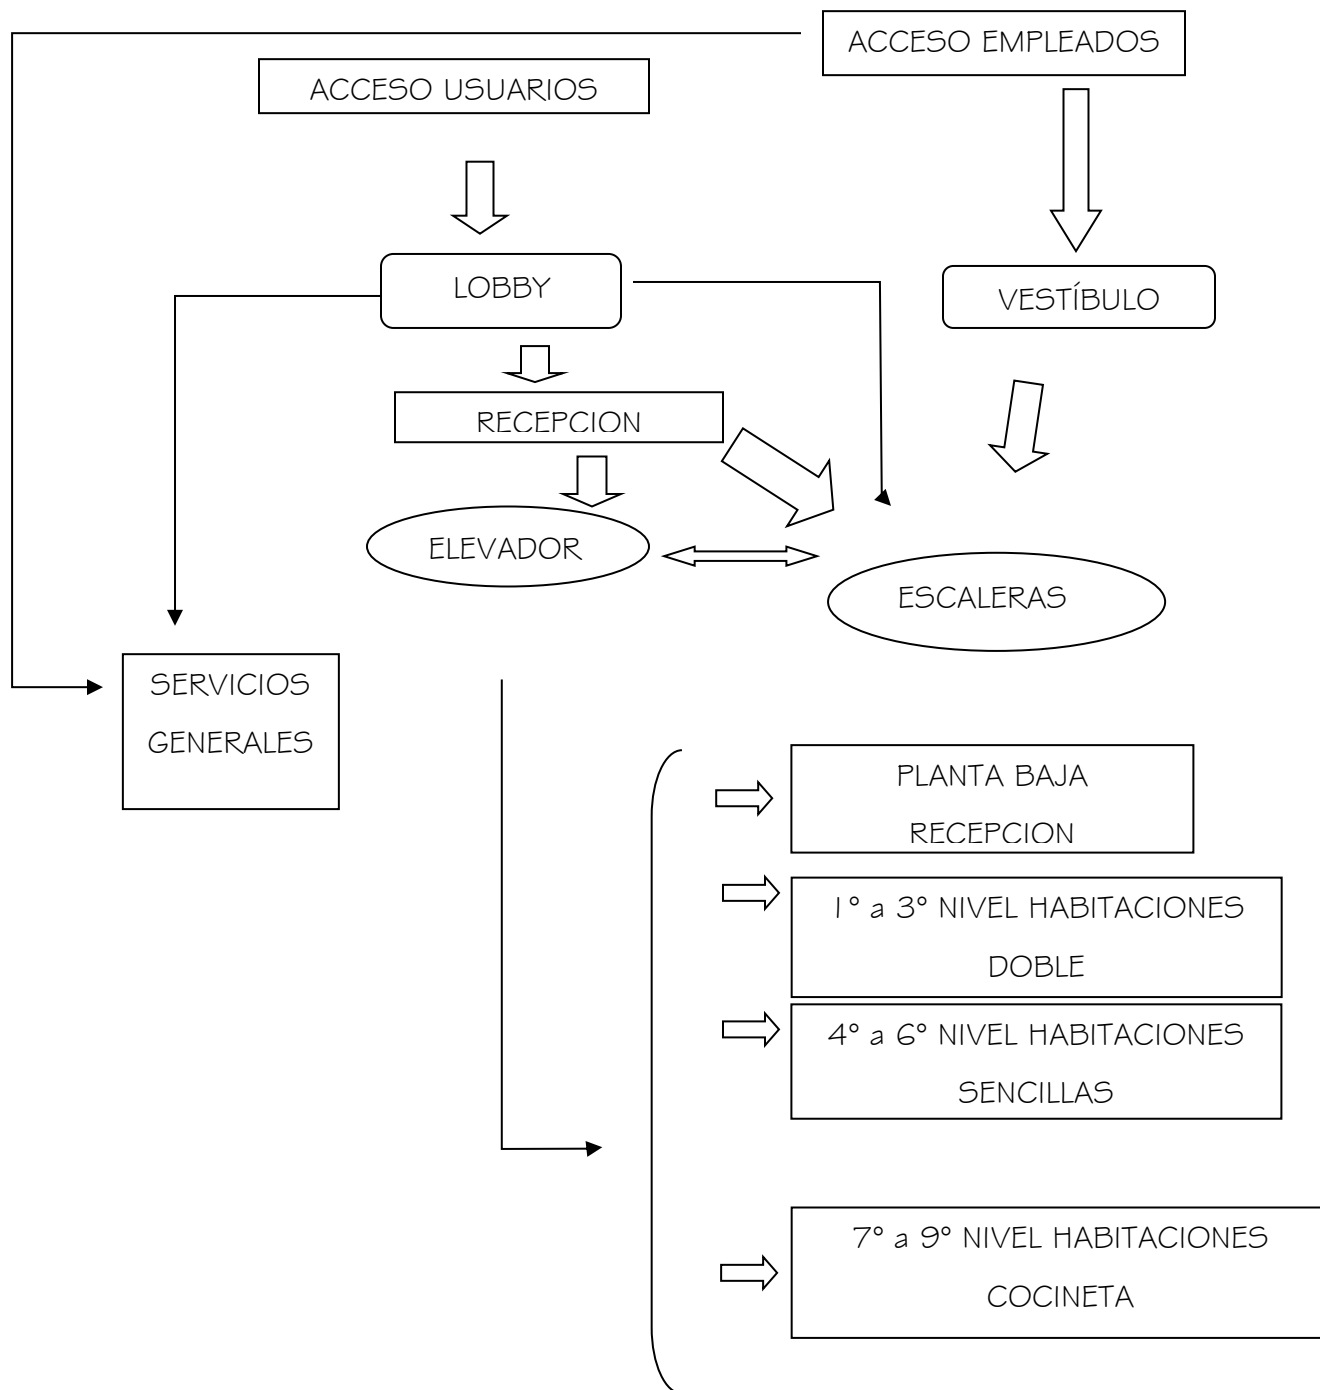 ACCESO EMPLEADOS
ACCESO USUARIOS
LOBBY
VESTÍBULO
RECEPCION
ELEVADOR
ESCALERAS
SERVICIOS
GENERALES
PLANTA BAJA
RECEPCION
1° a 3° NIVEL HABITACIONES
DOBLE
4° a 6° NIVEL HABITACIONES
SENCILLAS
7° a 9° NIVEL HABITACIONES
COCINETA